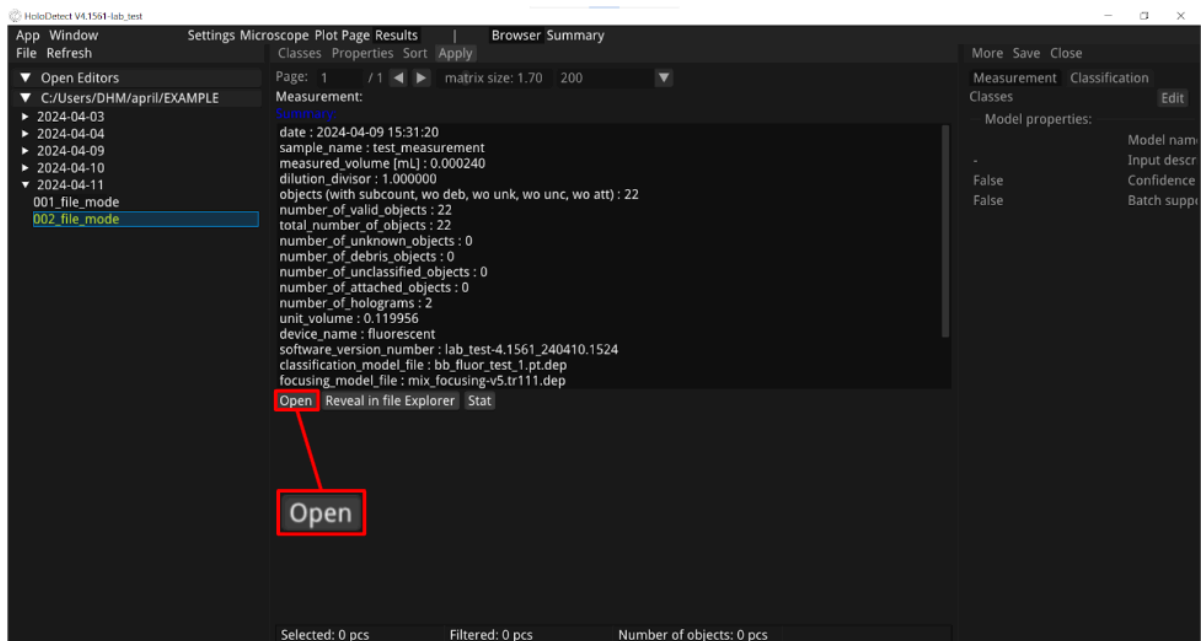 HoloDetect V4.1561-lab_test
App Window Settings Microscope Plot Page Results | Browser Summary
File Refresh
Classes Properties Sort Apply
More Save Close
Open Editors
C:/Users/DHM/april/EXAMPLE
2024-04-03
2024-04-04
2024-04-09
2024-04-10
2024-04-11
001_file_mode
002_file_mode
Page: 1 / 1 matrix size: 1.70 200
Measurement:
Summary:
date : 2024-04-09 15:31:20
sample_name : test_measurement
measured_volume [mL] : 0.000240
dilution_divisor : 1.000000
objects (with subcount, wo deb, wo unk, wo unc, wo att) : 22
number_of_valid_objects : 22
total_number_of_objects : 22
number_of_unknown_objects : 0
number_of_debris_objects : 0
number_of_unclassified_objects : 0
number_of_attached_objects : 0
number_of_holograms : 2
unit_volume : 0.119956
device_name : fluorescent
software_version_number : lab_test-4.1561_240410.1524
classification_model_file : bb_fluor_test_1.pt.dep
focusing_model_file : mix_focusing-v5.tr111.dep
Open Reveal in file Explorer Stat
Open
Selected: 0 pcs Filtered: 0 pcs Number of objects: 0 pcs
Measurement Classification
Classes Edit
Model properties:
Model nam
- Input descr
False Confidence
False Batch suppo